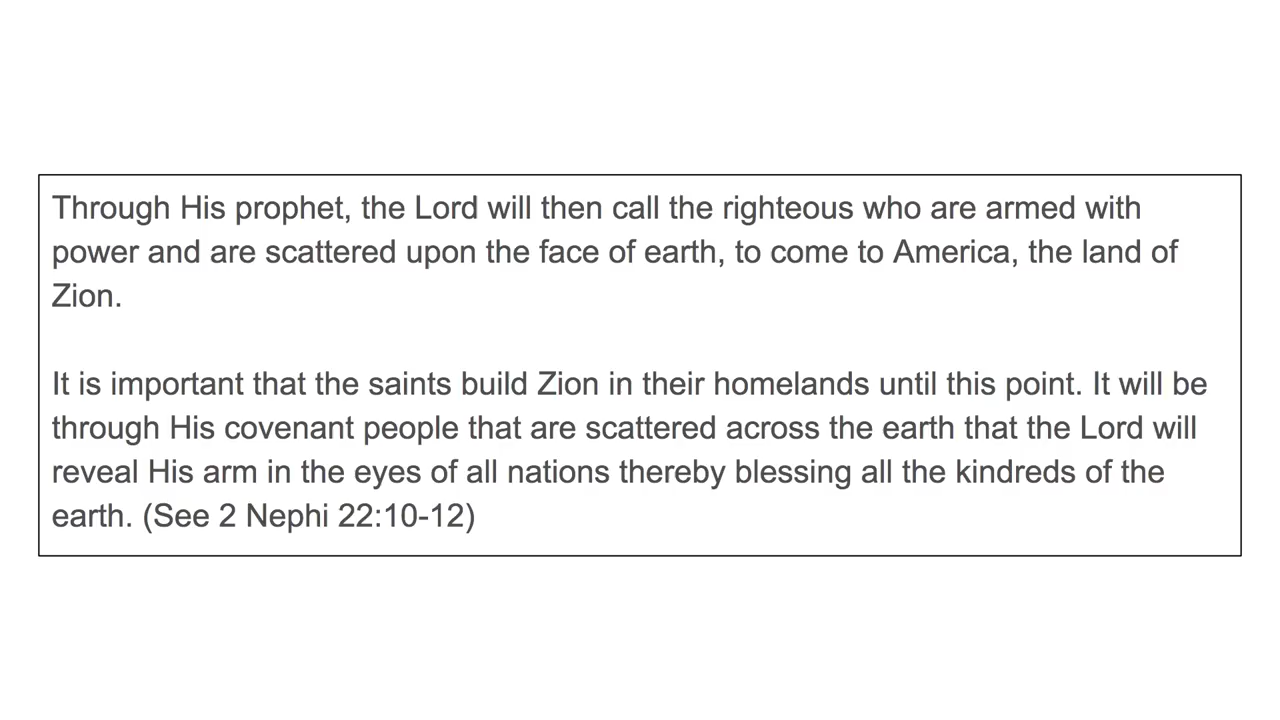 Through His prophet, the Lord will then call the righteous who are armed with
power and are scattered upon the face of earth, to come to America, the land of
Zion.
It is important that the saints build Zion in their homelands until this point. It will be
through His covenant people that are scattered across the earth that the Lord will
reveal His arm in the eyes of all nations thereby blessing all the kindreds of the
earth. (See 2 Nephi 22:10-12)